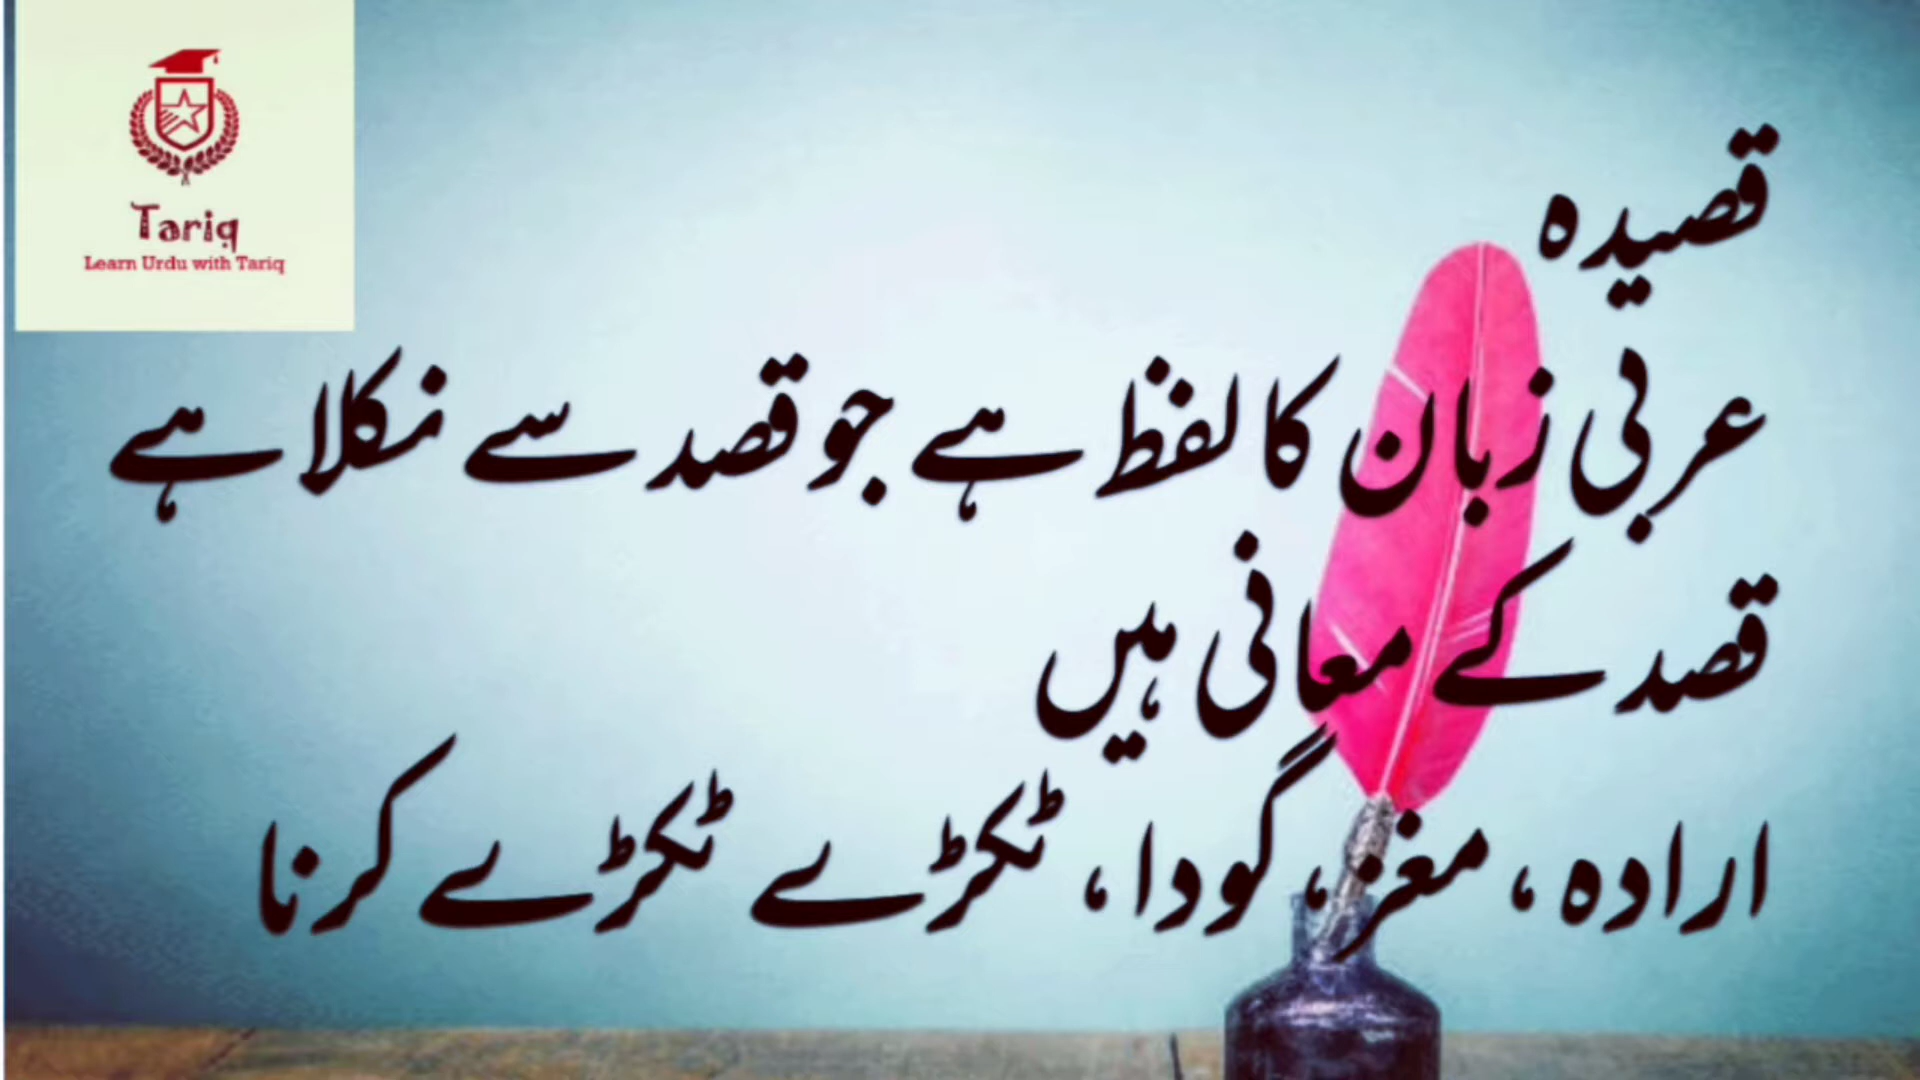 Tariq
Learn Urdu with Tariq
قصیدہ
عربی زبان کا لفظ ہے جو قصد سے نکلا ہے
قصد کے معانی ہیں
ارادہ ، مغز، گودا، ٹکڑے ٹکڑے کرنا